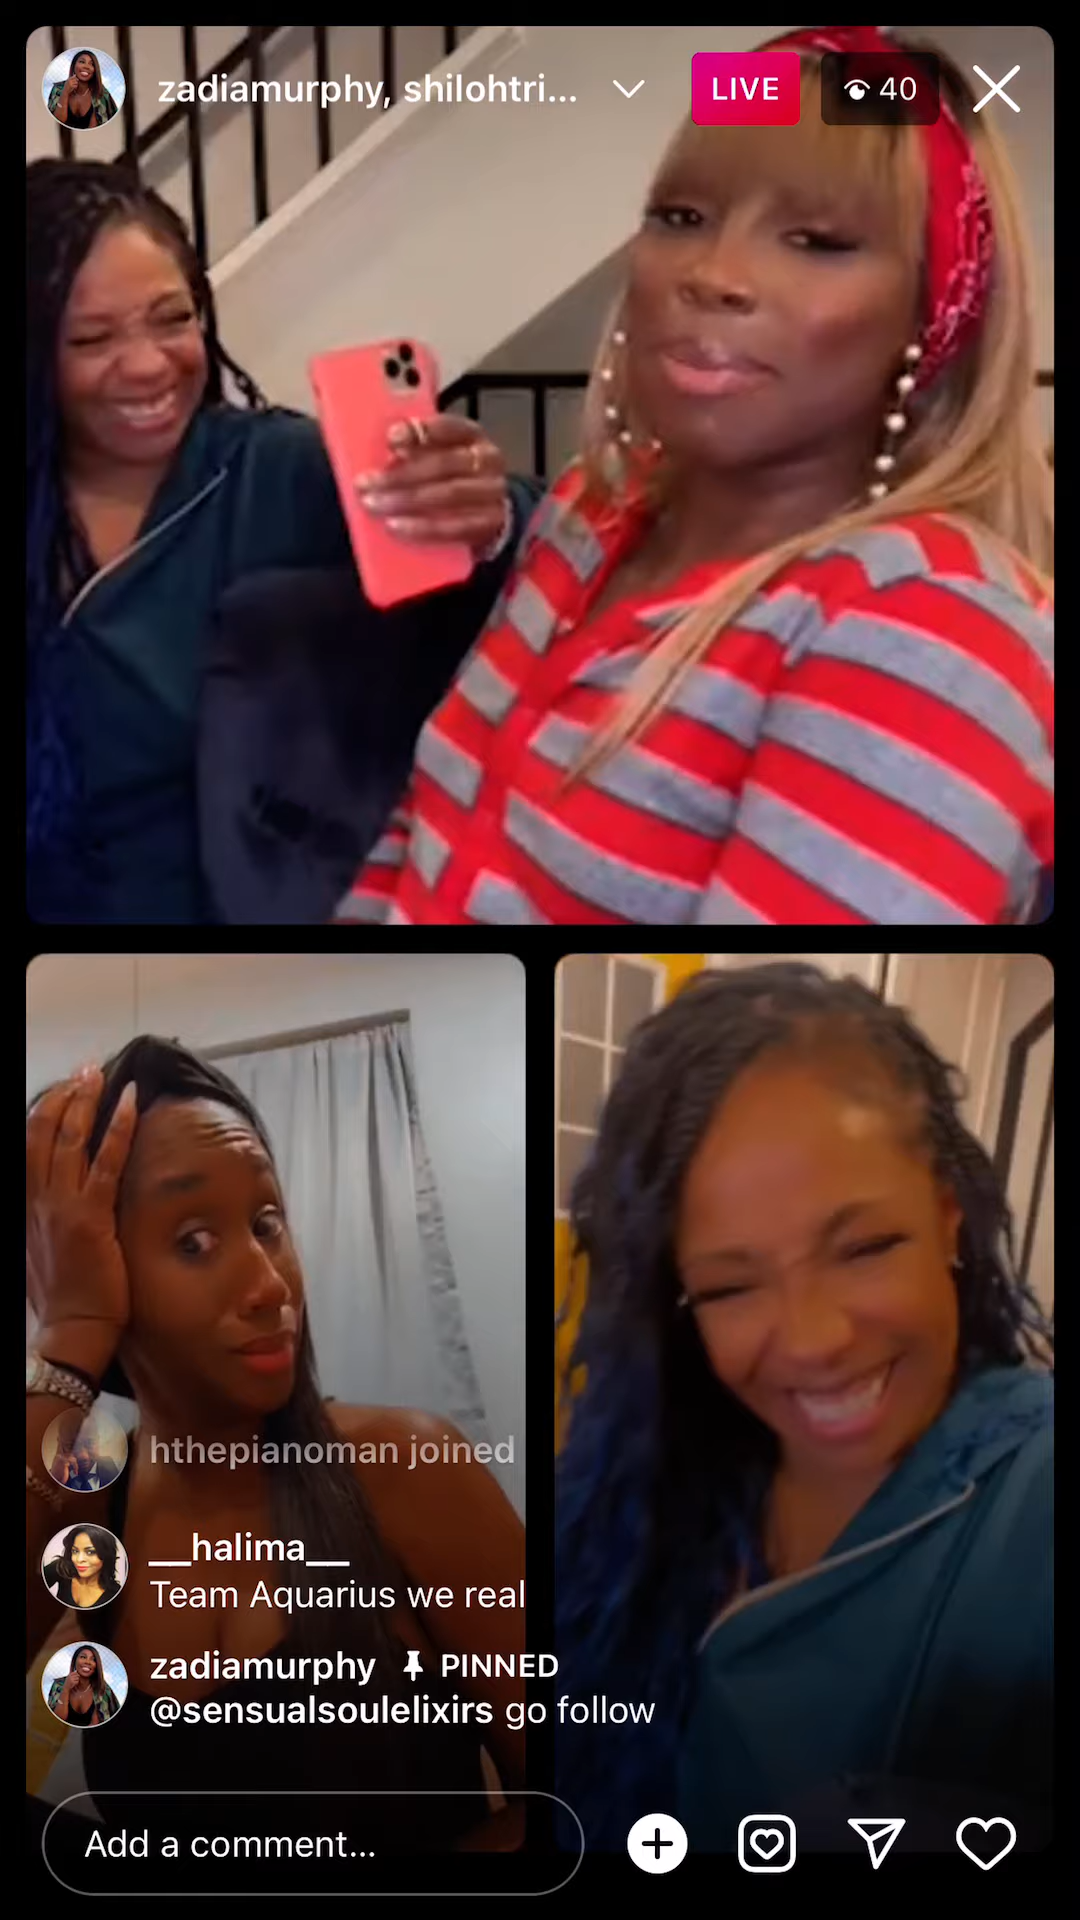 zadiamurphy, shilohtri...
LIVE
40
hthepianoman joined
__halima__
Team Aquarius we real
zadiamurphy PINNED
@sensualsoulelixirs go follow
Add a comment...